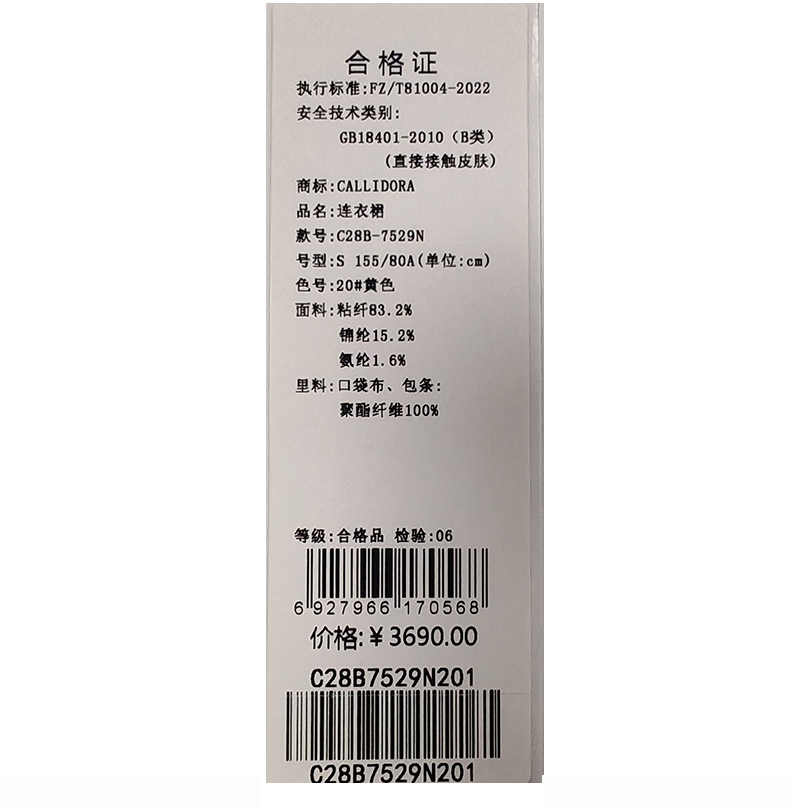 合格证
执行标准:FZ/T81004-2022
安全技术类别:
GB18401-2010（B类）
(直接接触皮肤)
商标:CALLIDORA
品名:连衣裙
款号:C28B-7529N
号型:S 155/80A(单位:cm)
色号:20#黄色
面料:粘纤83.2%
锦纶15.2%
氨纶1.6%
里料:口袋布、包条:
聚酯纤维100%
等级:合格品 检验:06
6 927966 170568
价格:¥3690.00
C28B7529N201
C28B7529N201